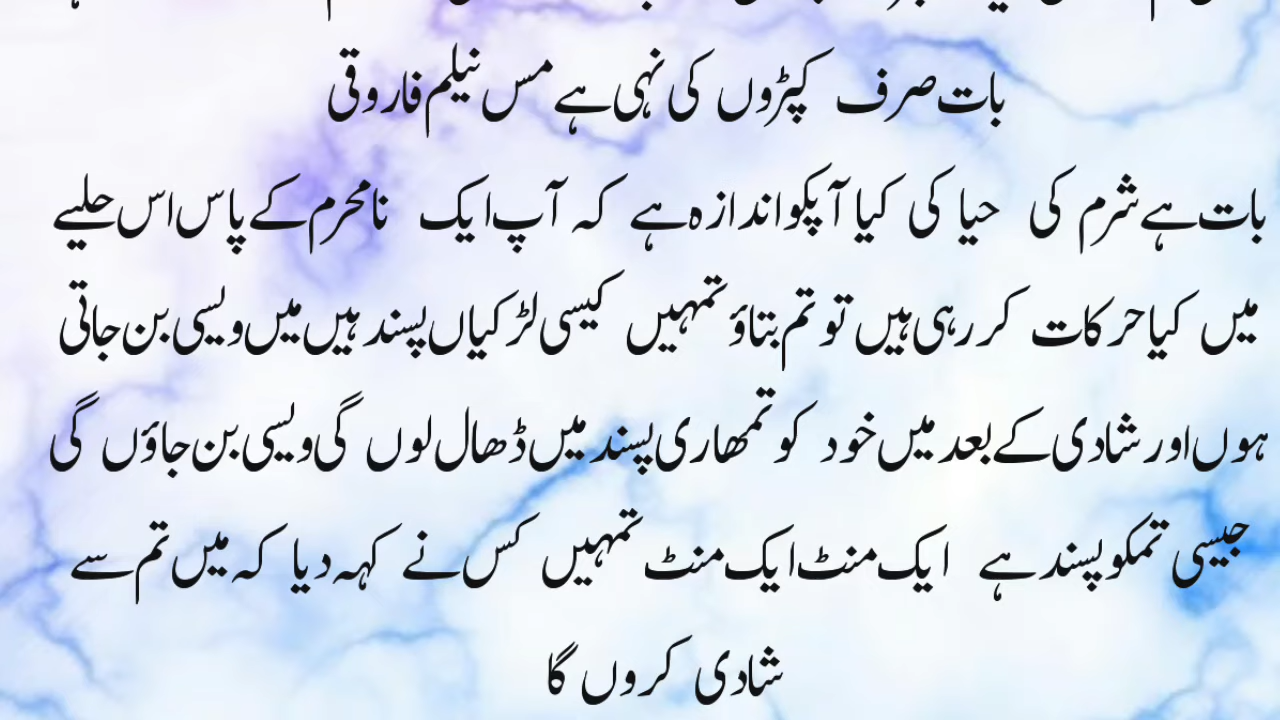 بات صرف کپڑوں کی نہی ہے مس نیلم فاروقی
بات ہے شرم کی حیا کی کیا آپکو اندازہ ہے کہ آپ ایک نامحرم کے پاس اس حلیے
میں کیا حرکات کر رہی ہیں تو تم بتاؤ تمہیں کیسی لڑکیاں پسند ہیں میں ویسی بن جاتی
ہوں اور شادی کے بعد میں خود کو تمھاری پسند میں ڈھال لوں گی ویسی بن جاؤں گی
جیسی تمکو پسند ہے ایک منٹ ایک منٹ تمہیں کس نے کہہ دیا کہ میں تم سے
شادی کروں گا